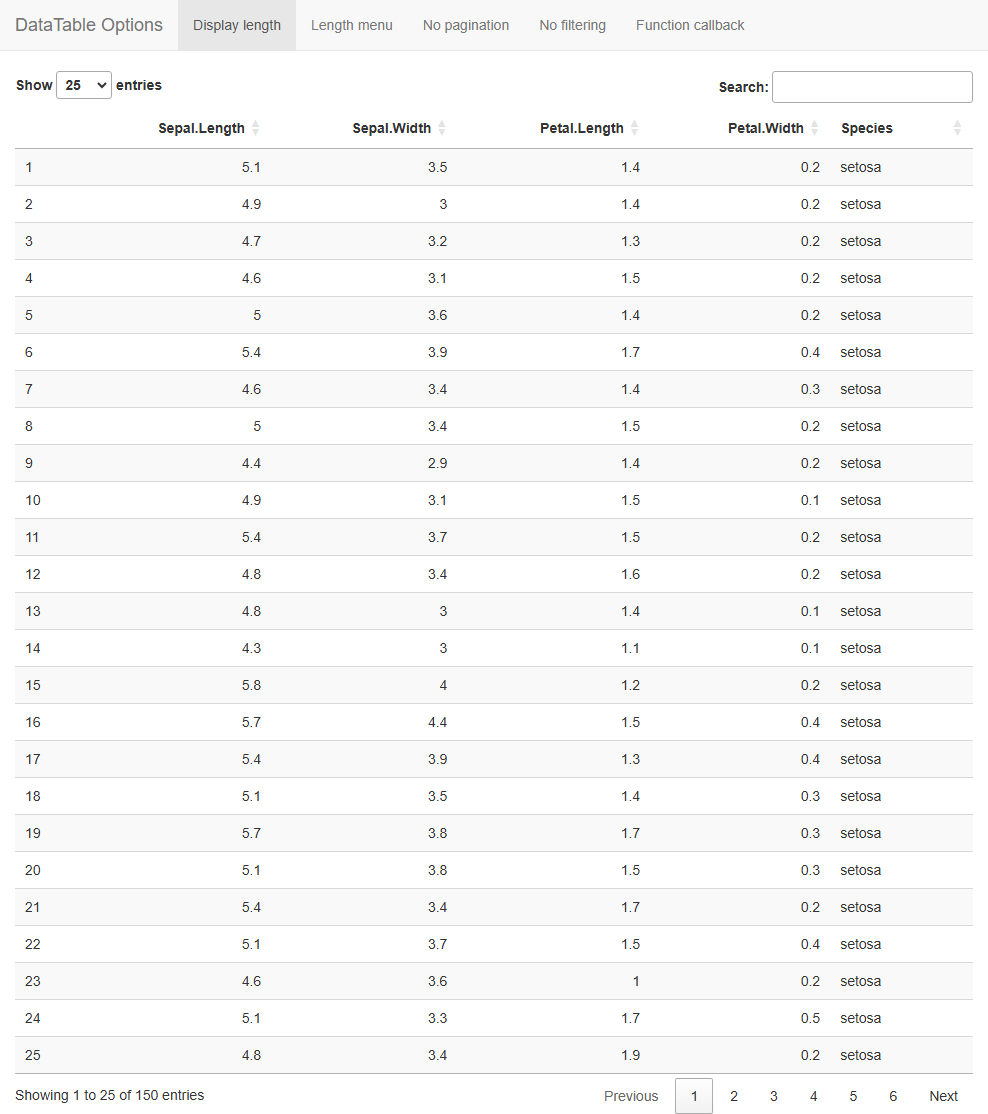 DataTable Options Display length Length menu No pagination No filtering Function callback
Show 25 entries Search:
Sepal.Length Sepal.Width Petal.Length Petal.Width Species
1 5.1 3.5 1.4 0.2 setosa
2 4.9 3 1.4 0.2 setosa
3 4.7 3.2 1.3 0.2 setosa
4 4.6 3.1 1.5 0.2 setosa
5 5 3.6 1.4 0.2 setosa
6 5.4 3.9 1.7 0.4 setosa
7 4.6 3.4 1.4 0.3 setosa
8 5 3.4 1.5 0.2 setosa
9 4.4 2.9 1.4 0.2 setosa
10 4.9 3.1 1.5 0.1 setosa
11 5.4 3.7 1.5 0.2 setosa
12 4.8 3.4 1.6 0.2 setosa
13 4.8 3 1.4 0.1 setosa
14 4.3 3 1.1 0.1 setosa
15 5.8 4 1.2 0.2 setosa
16 5.7 4.4 1.5 0.4 setosa
17 5.4 3.9 1.3 0.4 setosa
18 5.1 3.5 1.4 0.3 setosa
19 5.7 3.8 1.7 0.3 setosa
20 5.1 3.8 1.5 0.3 setosa
21 5.4 3.4 1.7 0.2 setosa
22 5.1 3.7 1.5 0.4 setosa
23 4.6 3.6 1 0.2 setosa
24 5.1 3.3 1.7 0.5 setosa
25 4.8 3.4 1.9 0.2 setosa
Showing 1 to 25 of 150 entries Previous 1 2 3 4 5 6 Next